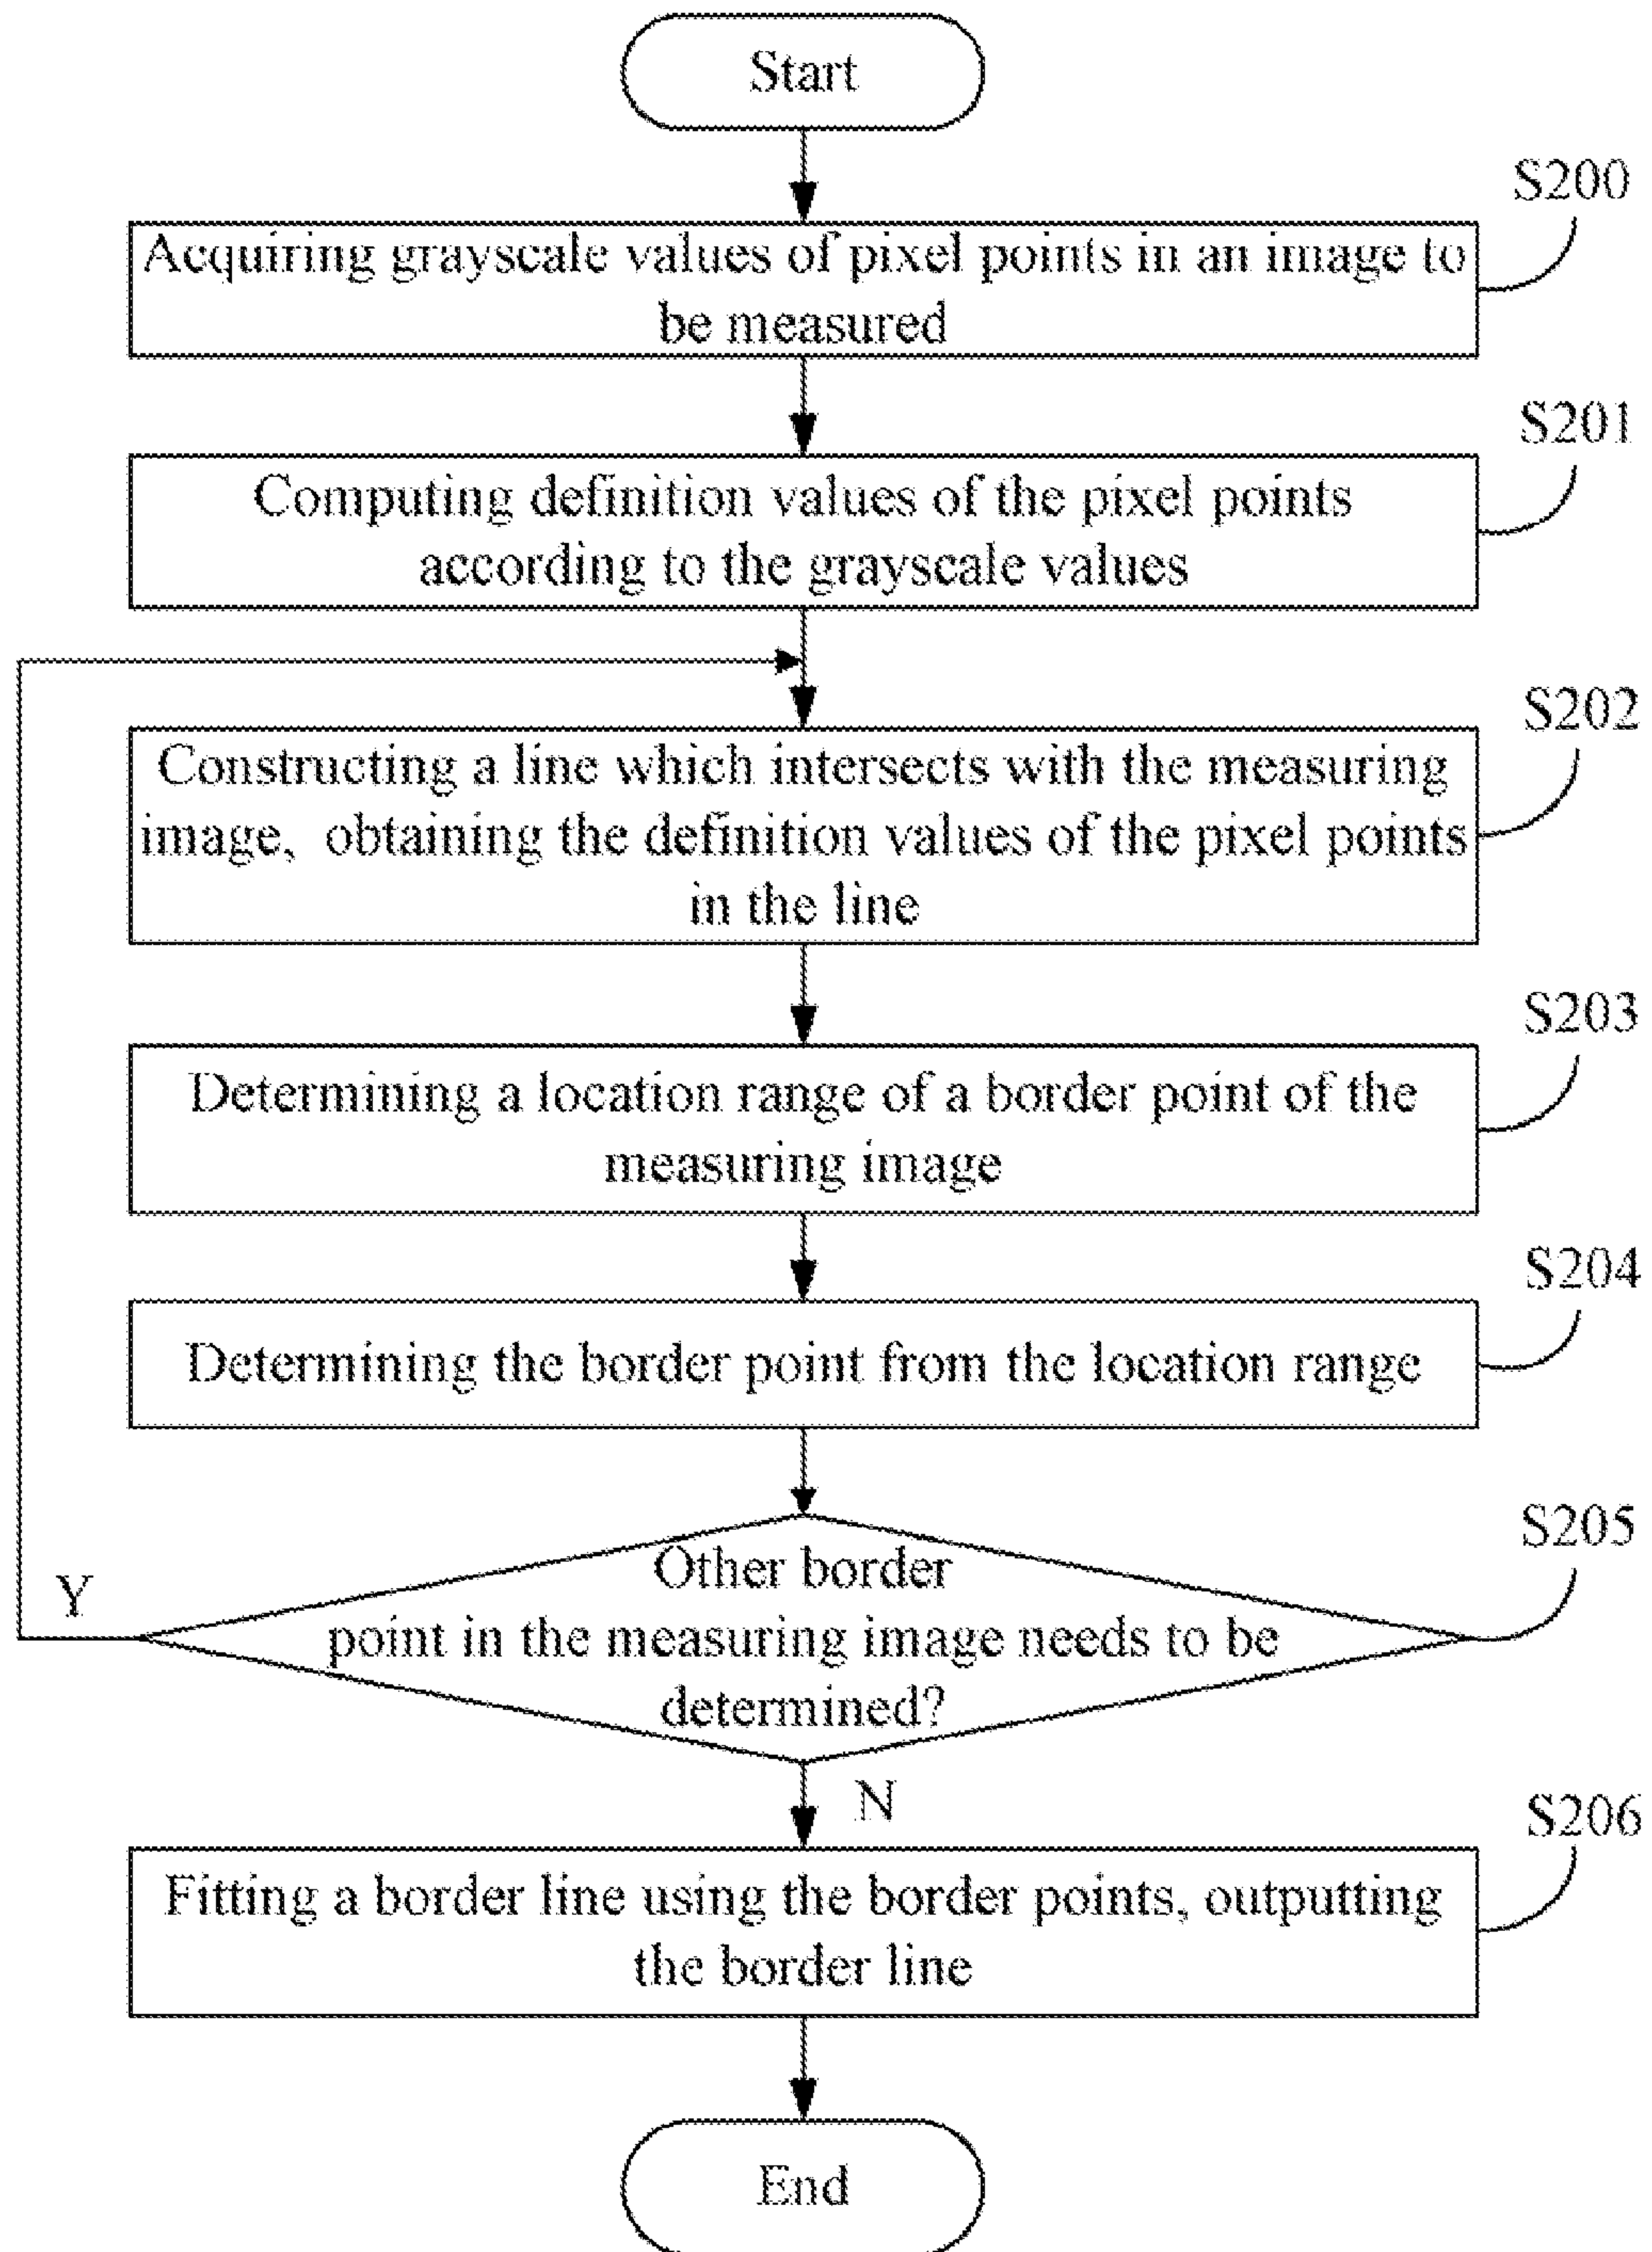 Start
S200
Acquiring grayscale values of pixel points in an image to
be measured
S201
Computing definition values of the pixel points
according to the grayscale values
S202
Constructing a line which intersects with the measuring
image, obtaining the definition values of the pixel points
in the line
S203
Determining a location range of a border point of the
measuring image
S204
Determining the border point from the location range
S205
Other border
point in the measuring image needs to be
determined?
Y
N
S206
Fitting a border line using the border points, outputting
the border line
End